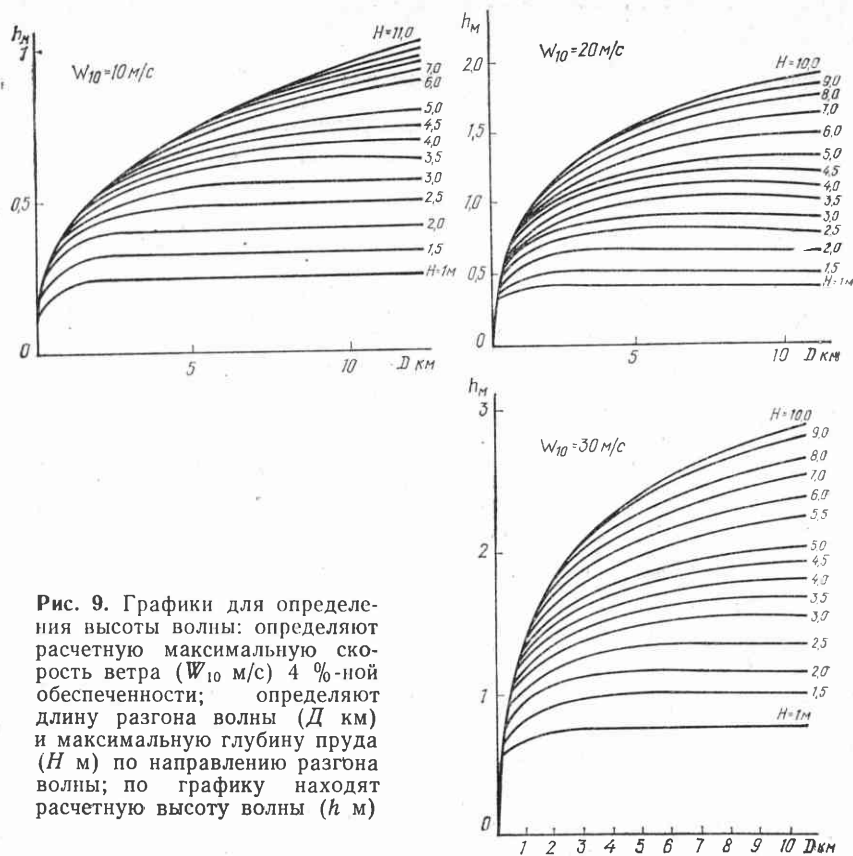 hм
1
0,5
0
W10=10 м/с
H=11,0
7,0
6,0
5,0
4,5
4,0
3,5
3,0
2,5
2,0
1,5
H=1м
5
10
Д км
hм
2,0
1,5
1,0
0,5
0
W10=20 м/с
H=10,0
9,0
8,0
7,0
6,0
5,0
4,5
4,0
3,5
3,0
2,5
2,0
1,5
H=1м
5
10
Д км
hм
3
2
1
0
W10=30 м/с
H=10,0
9,0
8,0
7,0
6,0
5,5
5,0
4,5
4,0
3,5
3,0
2,5
2,0
1,5
H=1м
1 2 3 4 5 6 7 8 9 10 Д км
Рис. 9. Графики для определе-
ния высоты волны: определяют
расчетную максимальную ско-
рость ветра (W10 м/с) 4 %-ной
обеспеченности; определяют
длину разгона волны (Д км)
и максимальную глубину пруда
(H м) по направлению разгона
волны; по графику находят
расчетную высоту волны (h м)